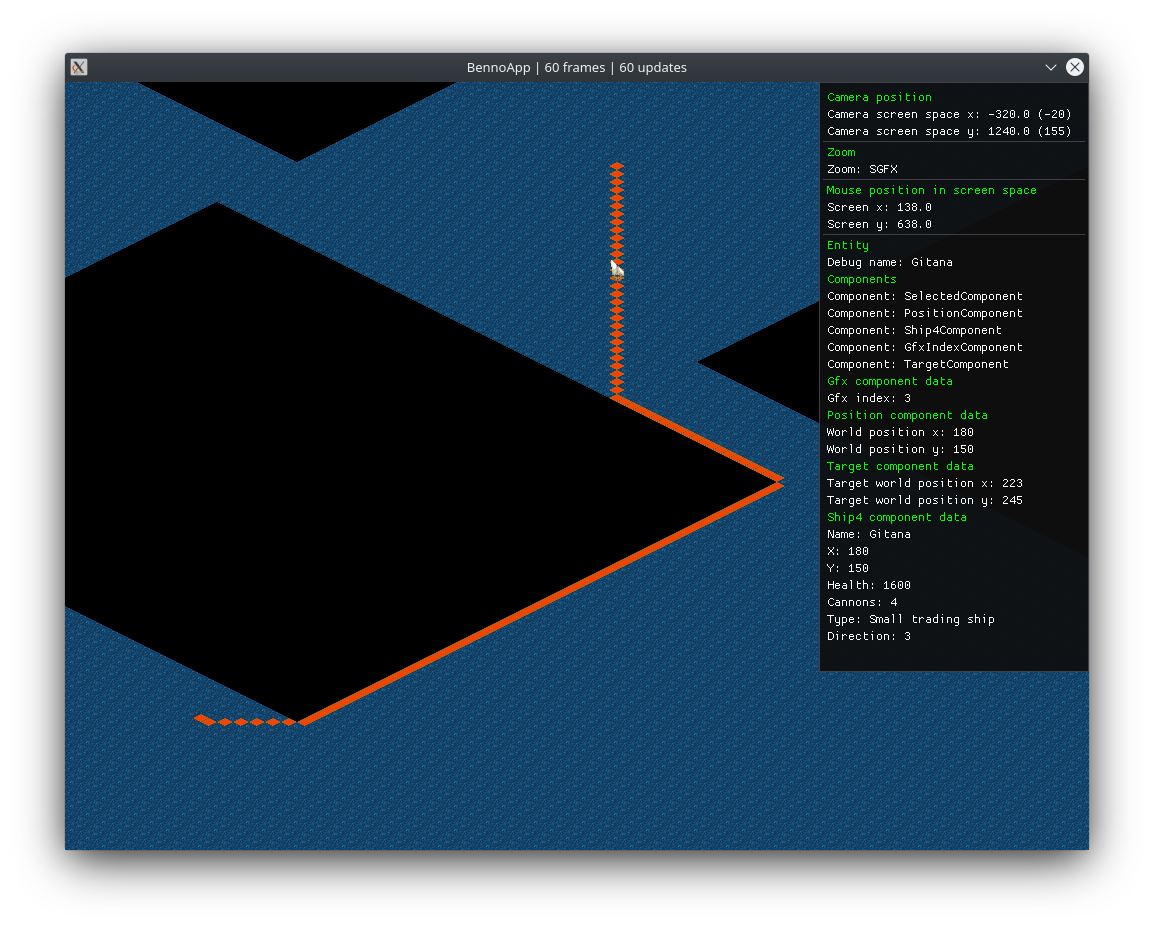 BennoApp | 60 frames | 60 updates
Camera position
Camera screen space x: -320.0 (-20)
Camera screen space y: 1240.0 (155)
Zoom
Zoom: SGFX
Mouse position in screen space
Screen x: 138.0
Screen y: 638.0
Entity
Debug name: Gitana
Components
Component: SelectedComponent
Component: PositionComponent
Component: Ship4Component
Component: GfxIndexComponent
Component: TargetComponent
Gfx component data
Gfx index: 3
Position component data
World position x: 180
World position y: 150
Target component data
Target world position x: 223
Target world position y: 245
Ship4 component data
Name: Gitana
X: 180
Y: 150
Health: 1600
Cannons: 4
Type: Small trading ship
Direction: 3